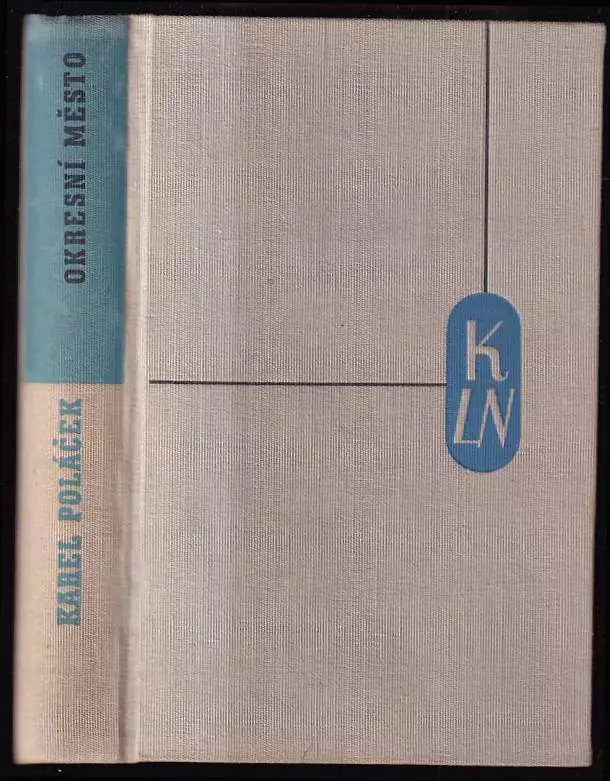 KAREL POLÁČEK
OKRESNÍ MĚSTO
K
LN